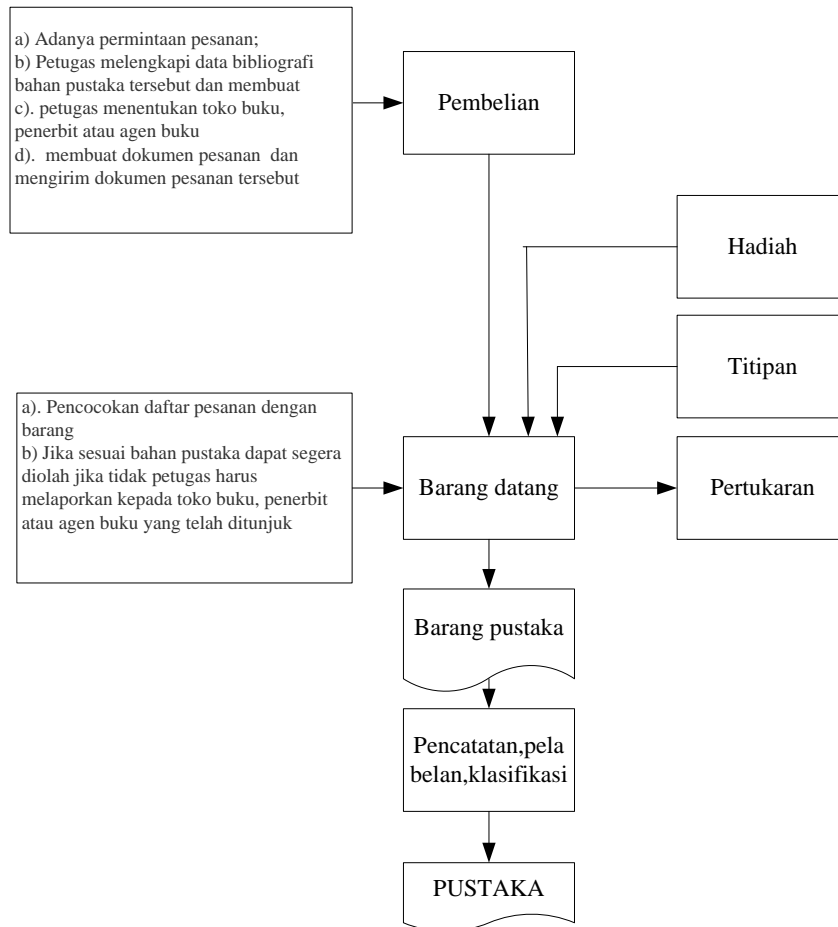 a) Adanya permintaan pesanan;
b) Petugas melengkapi data bibliografi
bahan pustaka tersebut dan membuat
c). petugas menentukan toko buku,
penerbit atau agen buku
d). membuat dokumen pesanan dan
mengirim dokumen pesanan tersebut
Pembelian
Hadiah
Titipan
a). Pencocokan daftar pesanan dengan
barang
b) Jika sesuai bahan pustaka dapat segera
diolah jika tidak petugas harus
melaporkan kepada toko buku, penerbit
atau agen buku yang telah ditunjuk
Barang datang
Pertukaran
Barang pustaka
Pencatatan,pela
belan,klasifikasi
PUSTAKA